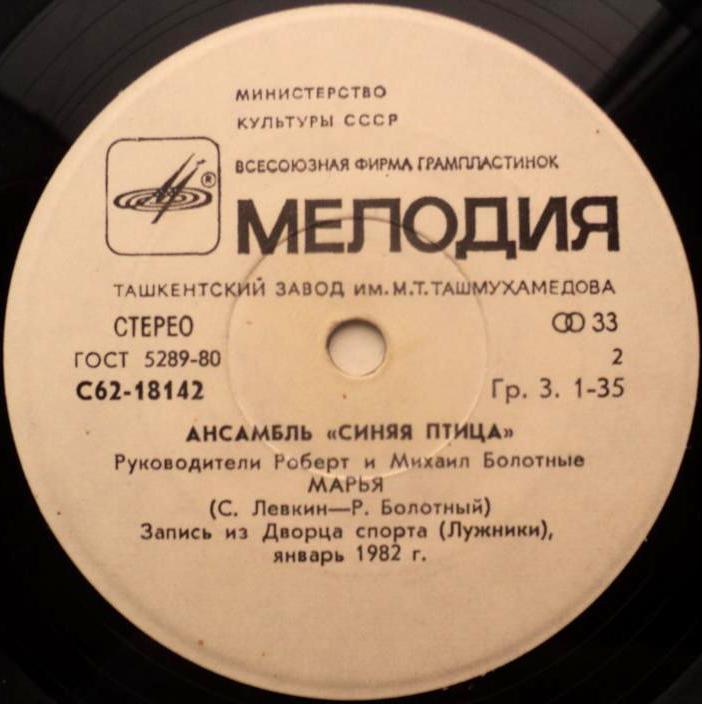 МИНИСТЕРСТВО
КУЛЬТУРЫ СССР
ВСЕСОЮЗНАЯ ФИРМА ГРАМПЛАСТИНОК
®
МЕЛОДИЯ
ТАШКЕНТСКИЙ ЗАВОД ИМ. М.Т. ТАШМУХАМЕДОВА
СТЕРЕО 33
ГОСТ 5289-80 2
С62-18142 Гр. 3. 1-35
АНСАМБЛЬ «СИНЯЯ ПТИЦА»
Руководители Роберт и Михаил Болотные
МАРЬЯ
(С. Левкин—Р. Болотный)
Запись из Дворца спорта (Лужники),
январь 1982 г.